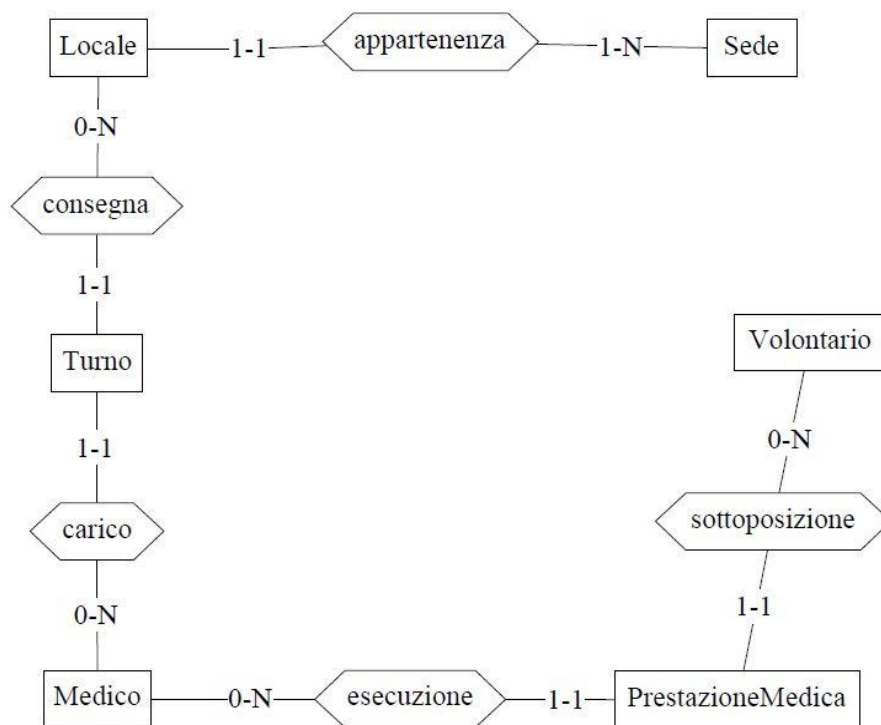 Locale
1-1
appartenenza
1-N
Sede
0-N
consegna
1-1
Turno
Volontario
1-1
0-N
carico
sottoposizione
0-N
1-1
Medico
0-N
esecuzione
1-1
PrestazioneMedica